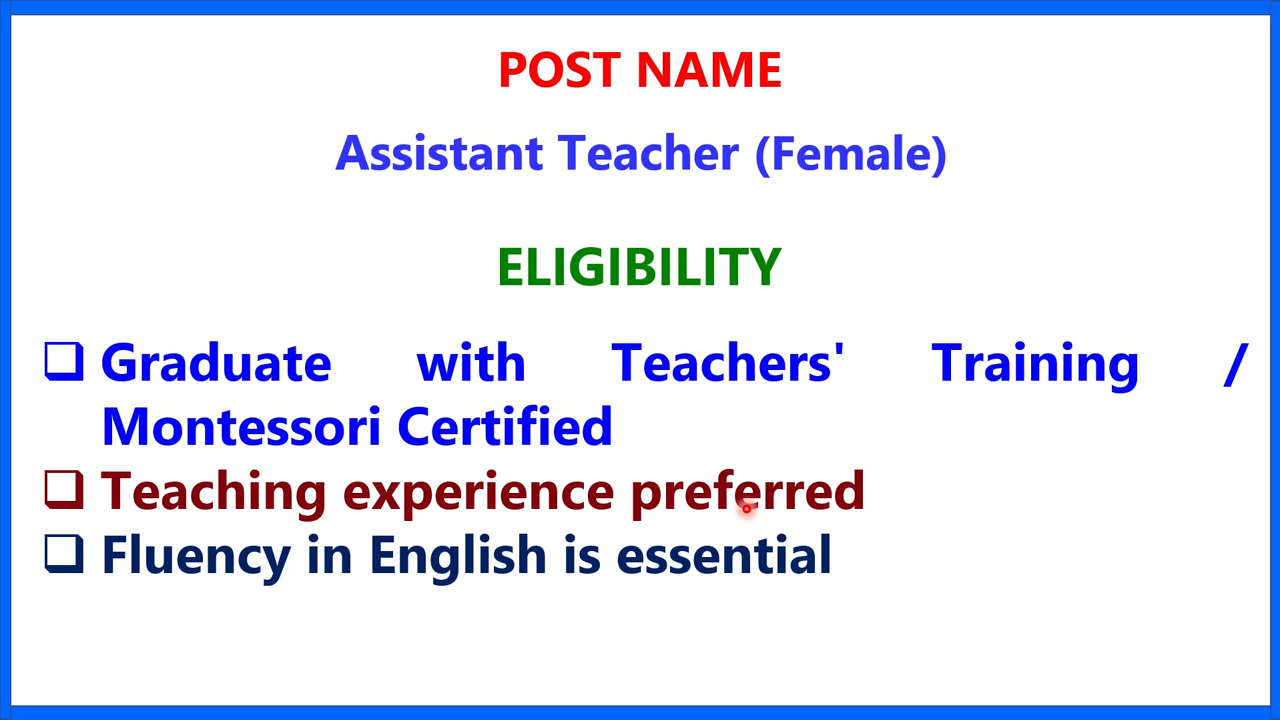 POST NAME
Assistant Teacher (Female)
ELIGIBILITY
❑ Graduate with Teachers' Training /
Montessori Certified
❑ Teaching experience preferred
❑ Fluency in English is essential